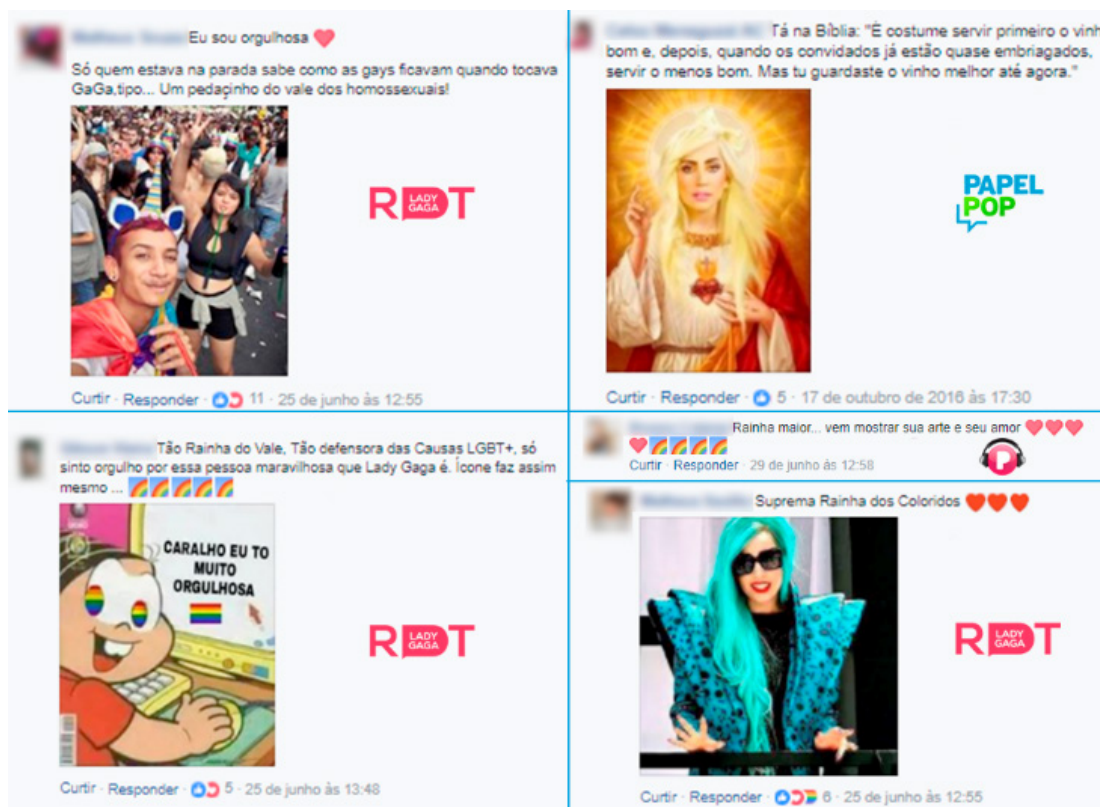 Eu sou orgulhosa
Só quem estava na parada sabe como as gays ficavam quando tocava
GaGa,tipo... Um pedaçinho do vale dos homossexuais!
RDT
LADY
GAGA
Curtir · Responder · 11 · 25 de junho às 12:55
Tá na Bíblia: "É costume servir primeiro o vinh
bom e, depois, quando os convidados já estão quase embriagados,
servir o menos bom. Mas tu guardaste o vinho melhor até agora."
PAPEL
POP
Curtir · Responder · 5 · 17 de outubro de 2016 às 17:30
Tão Rainha do Vale, Tão defensora das Causas LGBT+, só
sinto orgulho por essa pessoa maravilhosa que Lady Gaga é. Ícone faz assim
mesmo ...
CARALHO EU TO
MUITO
ORGULHOSA
RDT
LADY
GAGA
Curtir · Responder · 5 · 25 de junho às 13:48
Rainha maior... vem mostrar sua arte e seu amor
Curtir · Responder · 29 de junho às 12:58
P
Suprema Rainha dos Coloridos
RDT
LADY
GAGA
Curtir · Responder · 6 · 25 de junho às 12:55